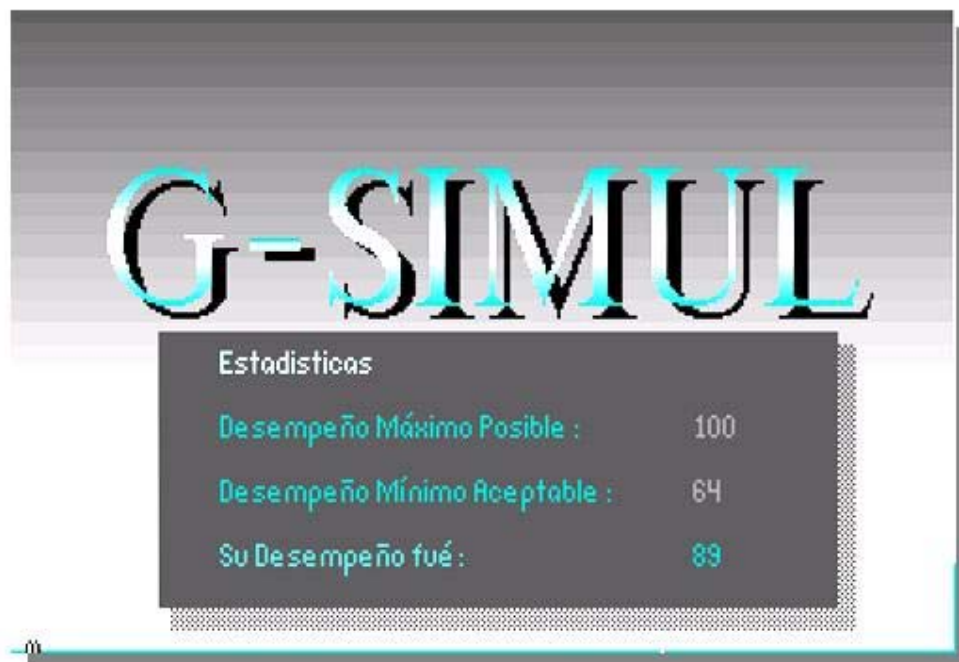 G-SIMUL
Estadisticas
Desempeño Máximo Posible : 100
Desempeño Mínimo Aceptable : 64
Su Desempeño fué : 89